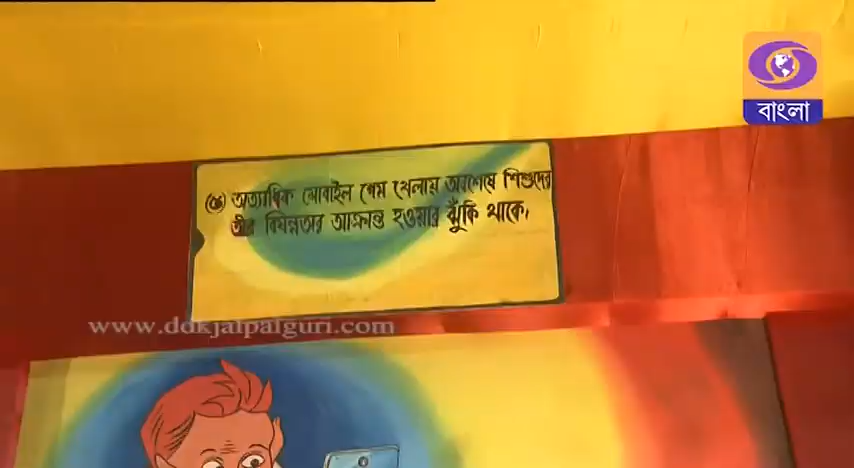 বাংলা
(৫) অত্যাধিক মোবাইল গেম খেলায় অবশেষে শিশুদের
তীব্র বিষন্নতার আক্রান্ত হওয়ার ঝুঁকি থাকে,
www.ddkjalpaiguri.com